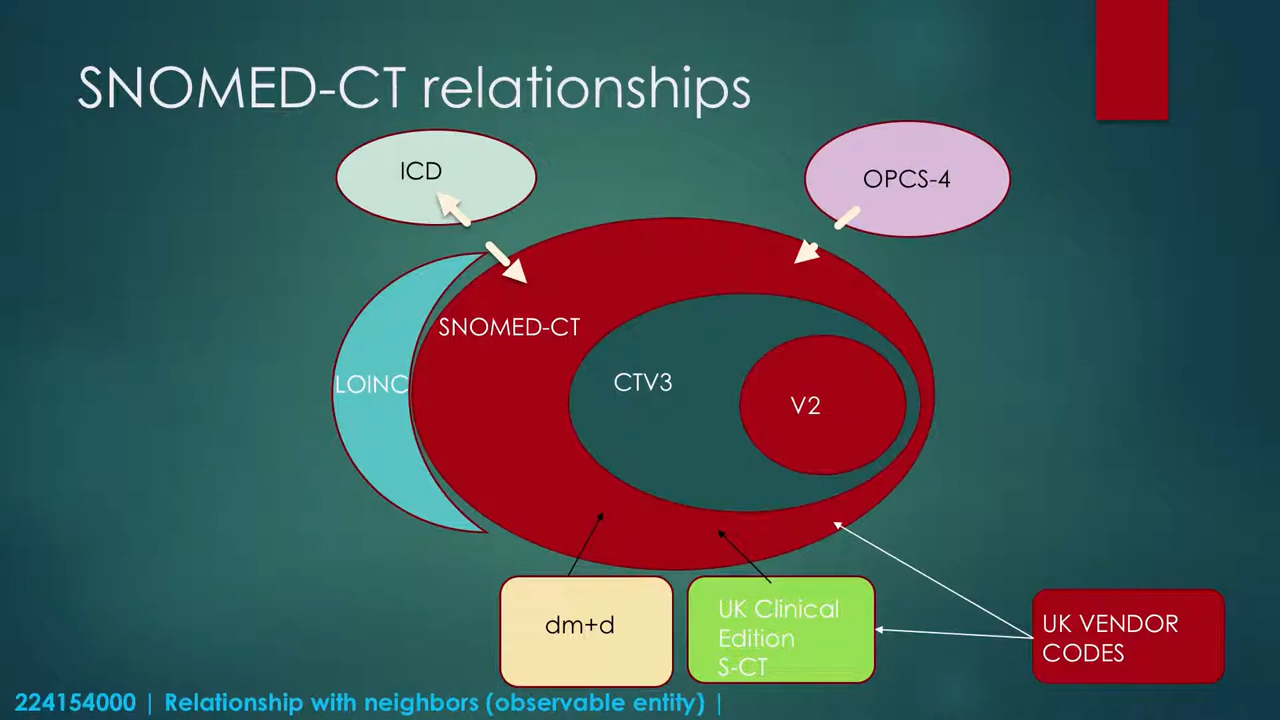 SNOMED-CT relationships
ICD
OPCS-4
SNOMED-CT
LOINC
CTV3
V2
dm+d
UK Clinical
Edition
S-CT
UK VENDOR
CODES
224154000 | Relationship with neighbors (observable entity) |